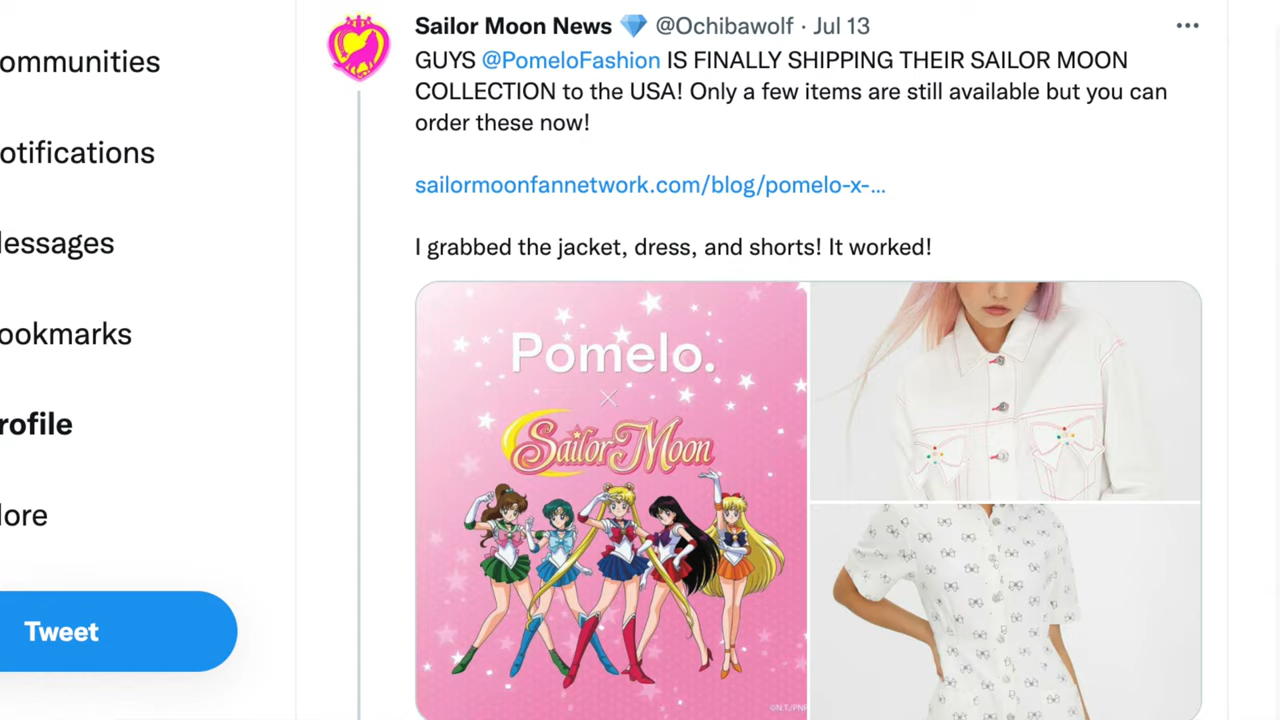 ommunities
otifications
lessages
ookmarks
rofile
lore
Tweet
Sailor Moon News 💎 @Ochibawolf · Jul 13
GUYS @PomeloFashion IS FINALLY SHIPPING THEIR SAILOR MOON
COLLECTION to the USA! Only a few items are still available but you can
order these now!
sailormoonfannetwork.com/blog/pomelo-x-...
I grabbed the jacket, dress, and shorts! It worked!
Pomelo.
×
Sailor Moon
©N.T./PNP